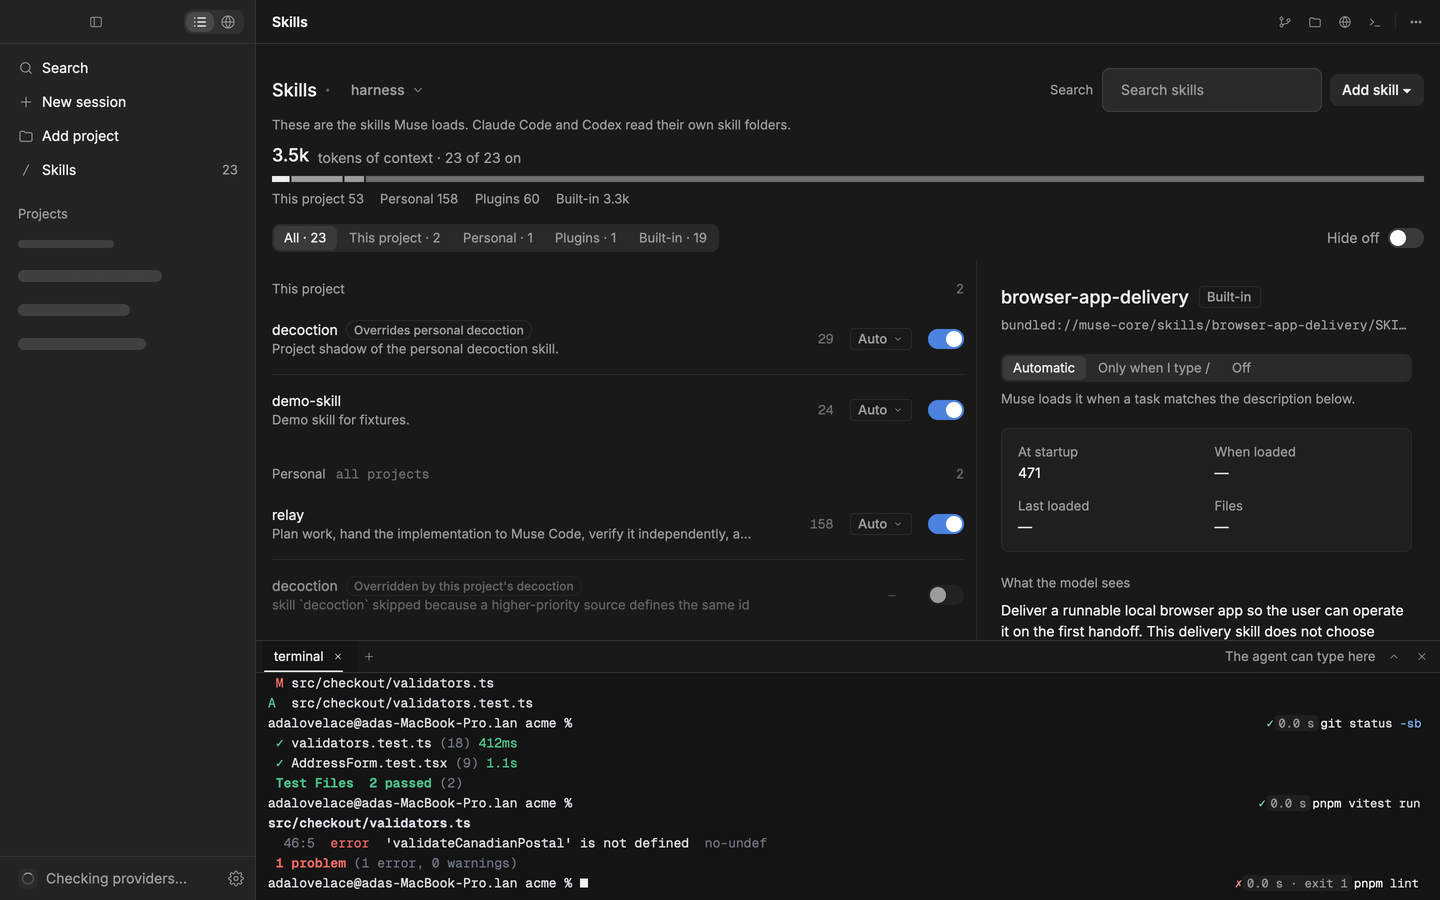 Search
New session
Add project
/ Skills 23
Projects
Checking providers...
Skills
Skills · harness
Search
Search skills
Add skill
These are the skills Muse loads. Claude Code and Codex read their own skill folders.
3.5k tokens of context · 23 of 23 on
This project 53 Personal 158 Plugins 60 Built-in 3.3k
All · 23 This project · 2 Personal · 1 Plugins · 1 Built-in · 19
Hide off
This project 2
decoction Overrides personal decoction
Project shadow of the personal decoction skill.
29 Auto
demo-skill
Demo skill for fixtures.
24 Auto
Personal all projects 2
relay
Plan work, hand the implementation to Muse Code, verify it independently, a...
158 Auto
decoction Overridden by this project's decoction
skill `decoction` skipped because a higher-priority source defines the same id
–
browser-app-delivery Built-in
bundled://muse-core/skills/browser-app-delivery/SKI…
Automatic Only when I type / Off
Muse loads it when a task matches the description below.
At startup When loaded
471 —
Last loaded Files
— —
What the model sees
Deliver a runnable local browser app so the user can operate
it on the first handoff. This delivery skill does not choose
terminal × +
The agent can type here
M src/checkout/validators.ts
A src/checkout/validators.test.ts
adalovelace@adas-MacBook-Pro.lan acme % ✓ 0.0 s git status -sb
✓ validators.test.ts (18) 412ms
✓ AddressForm.test.tsx (9) 1.1s
Test Files 2 passed (2)
adalovelace@adas-MacBook-Pro.lan acme % ✓ 0.0 s pnpm vitest run
src/checkout/validators.ts
46:5 error 'validateCanadianPostal' is not defined no-undef
1 problem (1 error, 0 warnings)
adalovelace@adas-MacBook-Pro.lan acme % ✗ 0.0 s · exit 1 pnpm lint